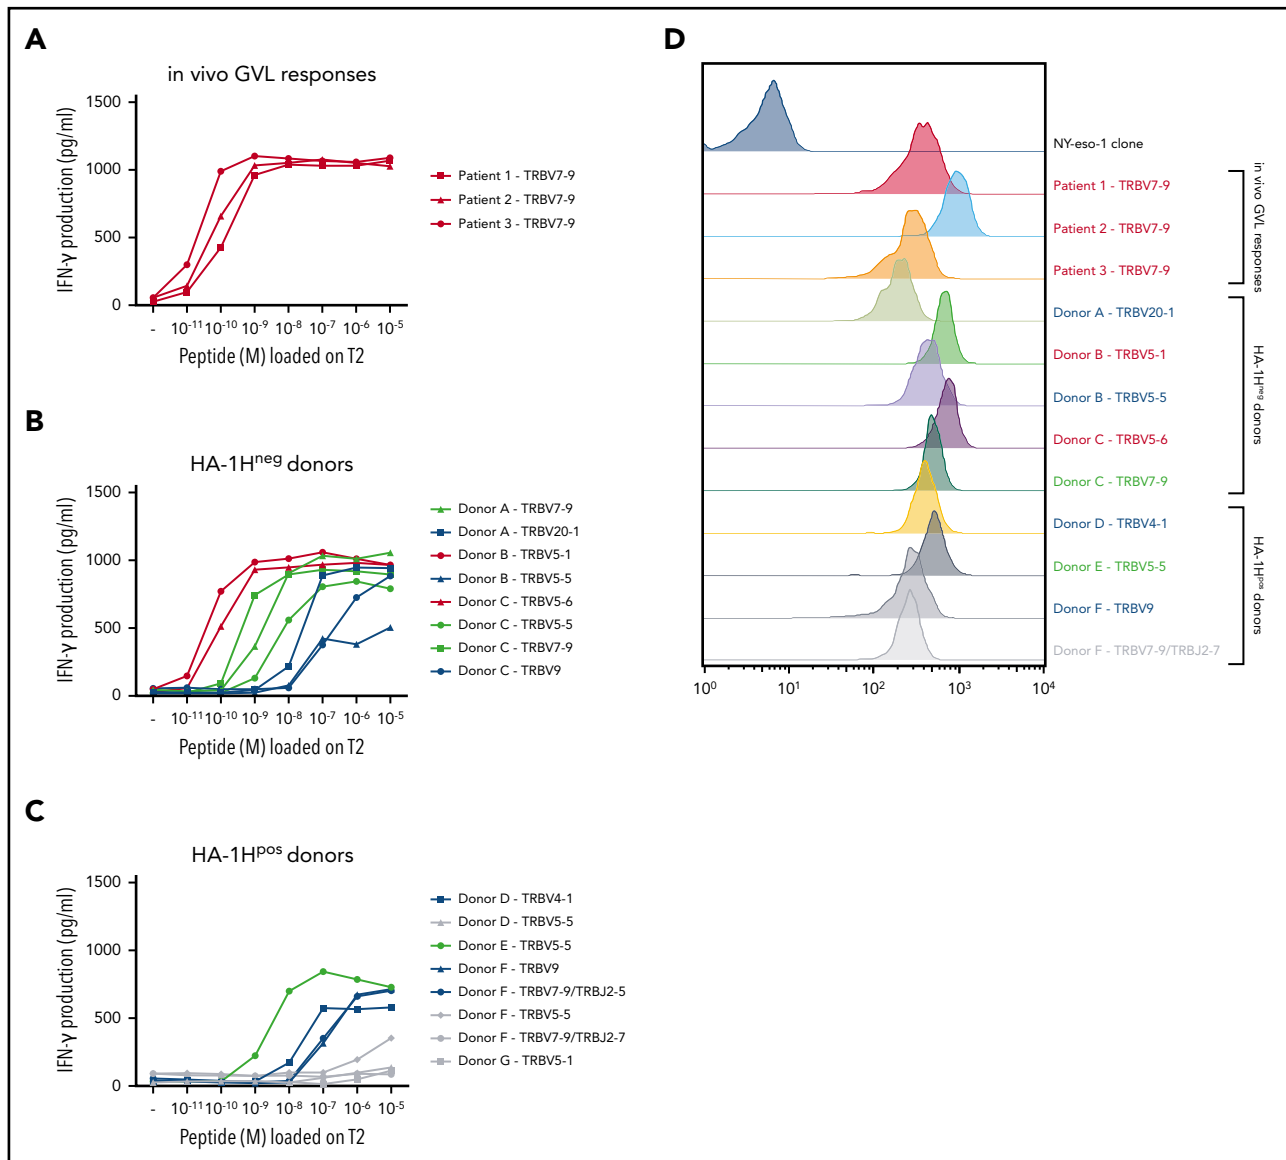 A
in vivo GVL responses
IFN-γ production (pg/ml)
1500
1000
500
0
- 10⁻¹¹ 10⁻¹⁰ 10⁻⁹ 10⁻⁸ 10⁻⁷ 10⁻⁶ 10⁻⁵
Peptide (M) loaded on T2
Patient 1 - TRBV7-9
Patient 2 - TRBV7-9
Patient 3 - TRBV7-9
B
HA-1Hⁿᵉᵍ donors
IFN-γ production (pg/ml)
1500
1000
500
0
- 10⁻¹¹ 10⁻¹⁰ 10⁻⁹ 10⁻⁸ 10⁻⁷ 10⁻⁶ 10⁻⁵
Peptide (M) loaded on T2
Donor A - TRBV7-9
Donor A - TRBV20-1
Donor B - TRBV5-1
Donor B - TRBV5-5
Donor C - TRBV5-6
Donor C - TRBV5-5
Donor C - TRBV7-9
Donor C - TRBV9
C
HA-1Hᵖᵒˢ donors
IFN-γ production (pg/ml)
1500
1000
500
0
- 10⁻¹¹ 10⁻¹⁰ 10⁻⁹ 10⁻⁸ 10⁻⁷ 10⁻⁶ 10⁻⁵
Peptide (M) loaded on T2
Donor D - TRBV4-1
Donor D - TRBV5-5
Donor E - TRBV5-5
Donor F - TRBV9
Donor F - TRBV7-9/TRBJ2-5
Donor F - TRBV5-5
Donor F - TRBV7-9/TRBJ2-7
Donor G - TRBV5-1
D
NY-eso-1 clone
Patient 1 - TRBV7-9
Patient 2 - TRBV7-9
Patient 3 - TRBV7-9
Donor A - TRBV20-1
Donor B - TRBV5-1
Donor B - TRBV5-5
Donor C - TRBV5-6
Donor C - TRBV7-9
Donor D - TRBV4-1
Donor E - TRBV5-5
Donor F - TRBV9
Donor F - TRBV7-9/TRBJ2-7
in vivo GVL responses
HA-1Hⁿᵉᵍ donors
HA-1Hᵖᵒˢ donors
10⁰ 10¹ 10² 10³ 10⁴